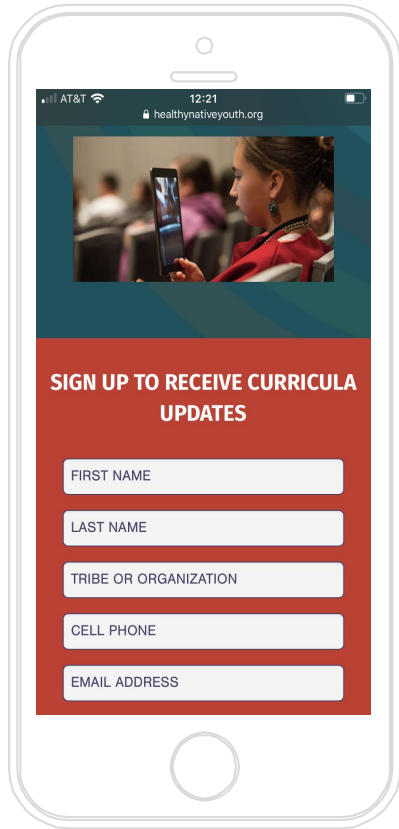 AT&T 12:21
healthynativeyouth.org
SIGN UP TO RECEIVE CURRICULA
UPDATES
FIRST NAME
LAST NAME
TRIBE OR ORGANIZATION
CELL PHONE
EMAIL ADDRESS